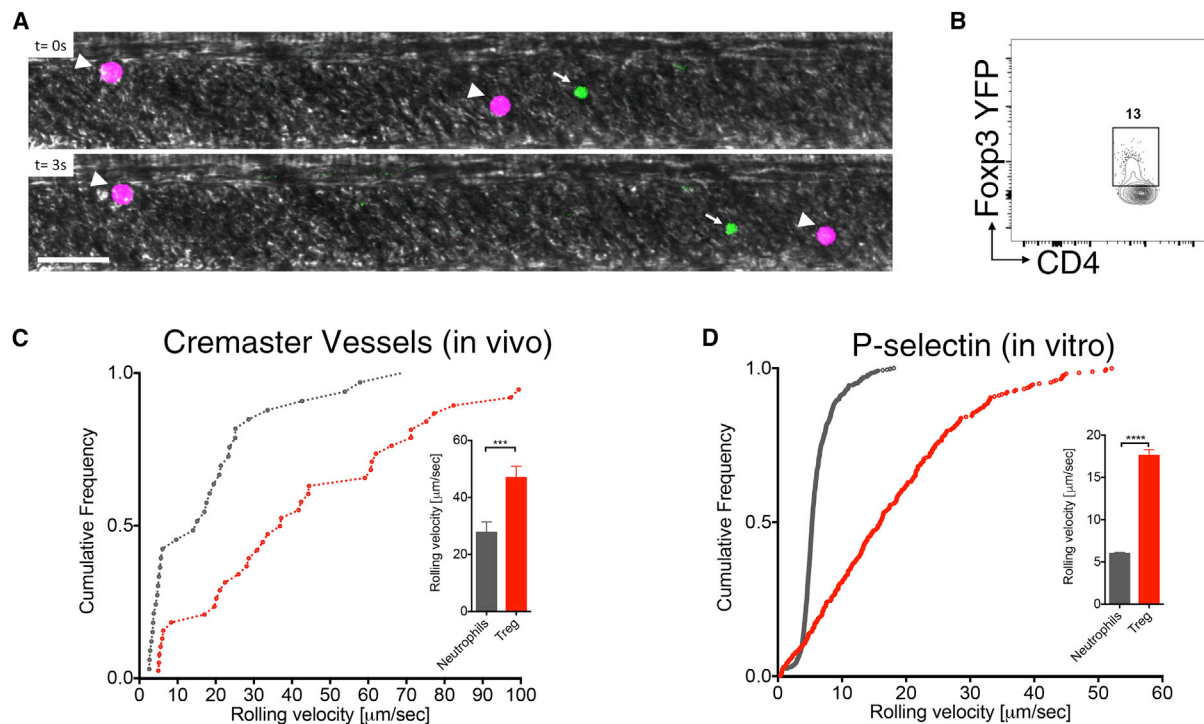 A
t= 0s
t= 3s
B
Foxp3 YFP
13
CD4
C
Cremaster Vessels (in vivo)
Cumulative Frequency
1.0
0.5
0.0
0 10 20 30 40 50 60 70 80 90 100
Rolling velocity [μm/sec]
Rolling velocity [μm/sec]
60
40
20
0
***
Neutrophils
Treg
D
P-selectin (in vitro)
Cumulative Frequency
1.0
0.5
0.0
0 10 20 30 40 50 60
Rolling velocity [μm/sec]
Rolling velocity [μm/sec]
20
15
10
5
0
****
Neutrophils
Treg